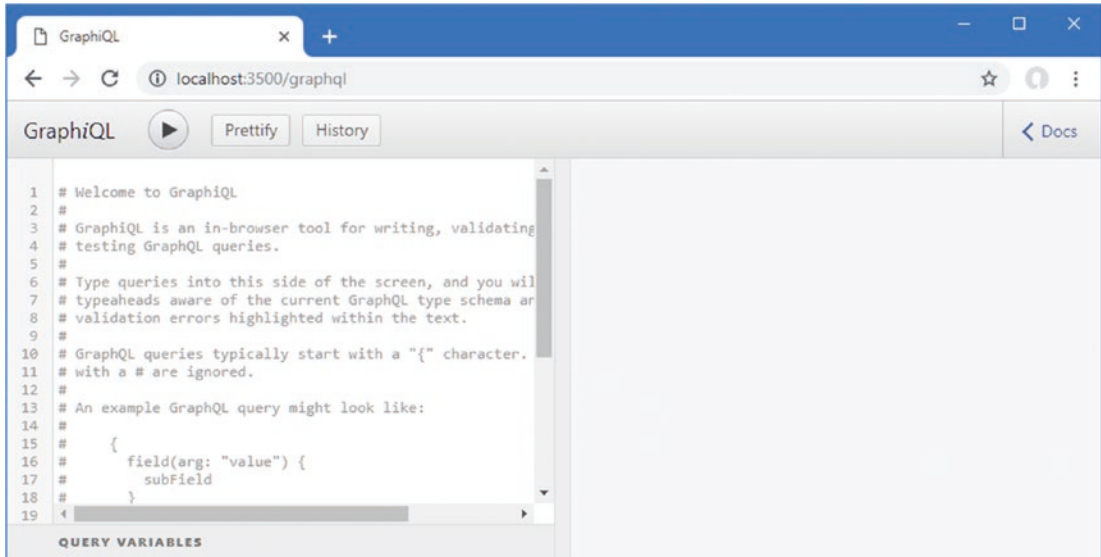 GraphiQL
localhost:3500/graphql
GraphiQL Prettify History Docs
1 # Welcome to GraphiQL
2 #
3 # GraphiQL is an in-browser tool for writing, validating
4 # testing GraphQL queries.
5 #
6 # Type queries into this side of the screen, and you wil
7 # typeaheads aware of the current GraphQL type schema an
8 # validation errors highlighted within the text.
9 #
10 # GraphQL queries typically start with a "{" character.
11 # with a # are ignored.
12 #
13 # An example GraphQL query might look like:
14 #
15 #     {
16 #       field(arg: "value") {
17 #         subField
18 #       }
19
QUERY VARIABLES